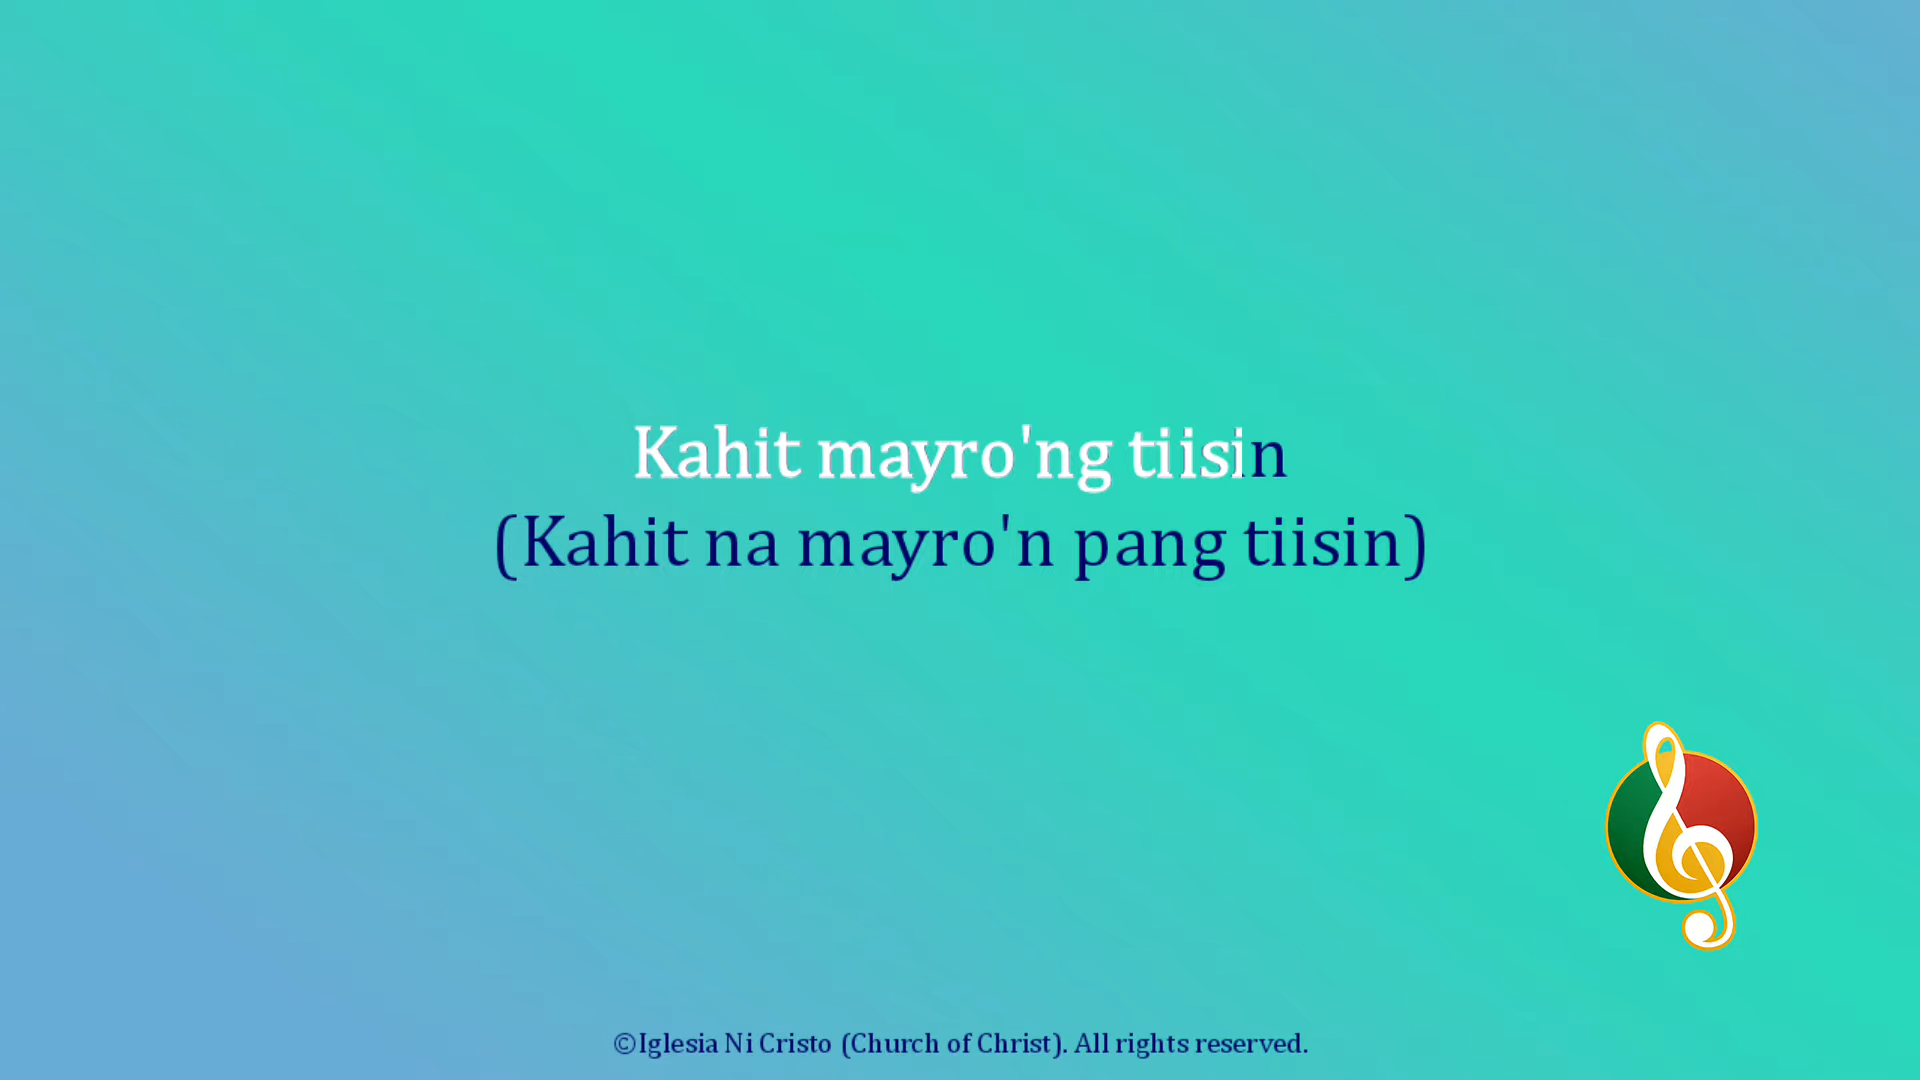 Kahit mayro'ng tiisin
(Kahit na mayro'n pang tiisin)
©Iglesia Ni Cristo (Church of Christ). All rights reserved.